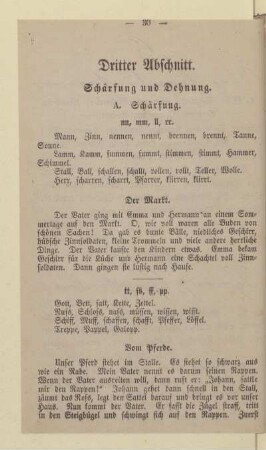 — 30 —
Dritter Abschnitt.
Schärfung und Dehnung.
A. Schärfung.
nn, mm, ll, rr.
Mann, Zinn, nennen, nennt, brennen, brennt, Tanne,
Sonne.
Lamm, Kamm, summen, summt, stimmen, stimmt, Hammer,
Schimmel.
Stall, Ball, schallen, schallt, rollen, rollt, Teller, Wolle.
Herr, scharren, scharrt, Pfarrer, kürren, kürrt.
Der Markt.
Der Vater ging mit Emma und Hermann an einem Som-
mertage auf den Markt. O, wie voll waren alle Buden von
schönen Sachen! Da gab es bunte Bälle, niedliches Geschirr,
hübsche Zinnsoldaten, kleine Trommeln und viele andere herrliche
Dinge. Der Vater kaufte den Kindern etwas. Emma bekam
Geschirr für die Küche und Hermann eine Schachtel voll Zinn-
soldaten. Dann gingen sie lustig nach Hause.
tt, ss, ff, pp.
Gott, Bett, satt, Kette, Zettel.
Nuss, Schloss, nass, müssen, wissen, wisst.
Schiff, Muff, schaffen, schafft, Pfeffer, Löffel.
Treppe, Pappel, Galopp.
Vom Pferde.
Unser Pferd stehet im Stalle. Es siehet so schwarz aus
wie ein Rabe. Mein Vater nennt es darum seinen Rappen.
Wenn der Vater ausreiten will, dann ruft er: „Johann, sattle
mir den Rappen!" Johann gehet dann schnell in den Stall,
zäumt das Ross, legt den Sattel darauf und bringt es vor unser
Haus. Nun kommt der Vater. Er fasst die Zügel straff, tritt
in den Steigbügel und schwingt sich auf den Rappen. Zuerst